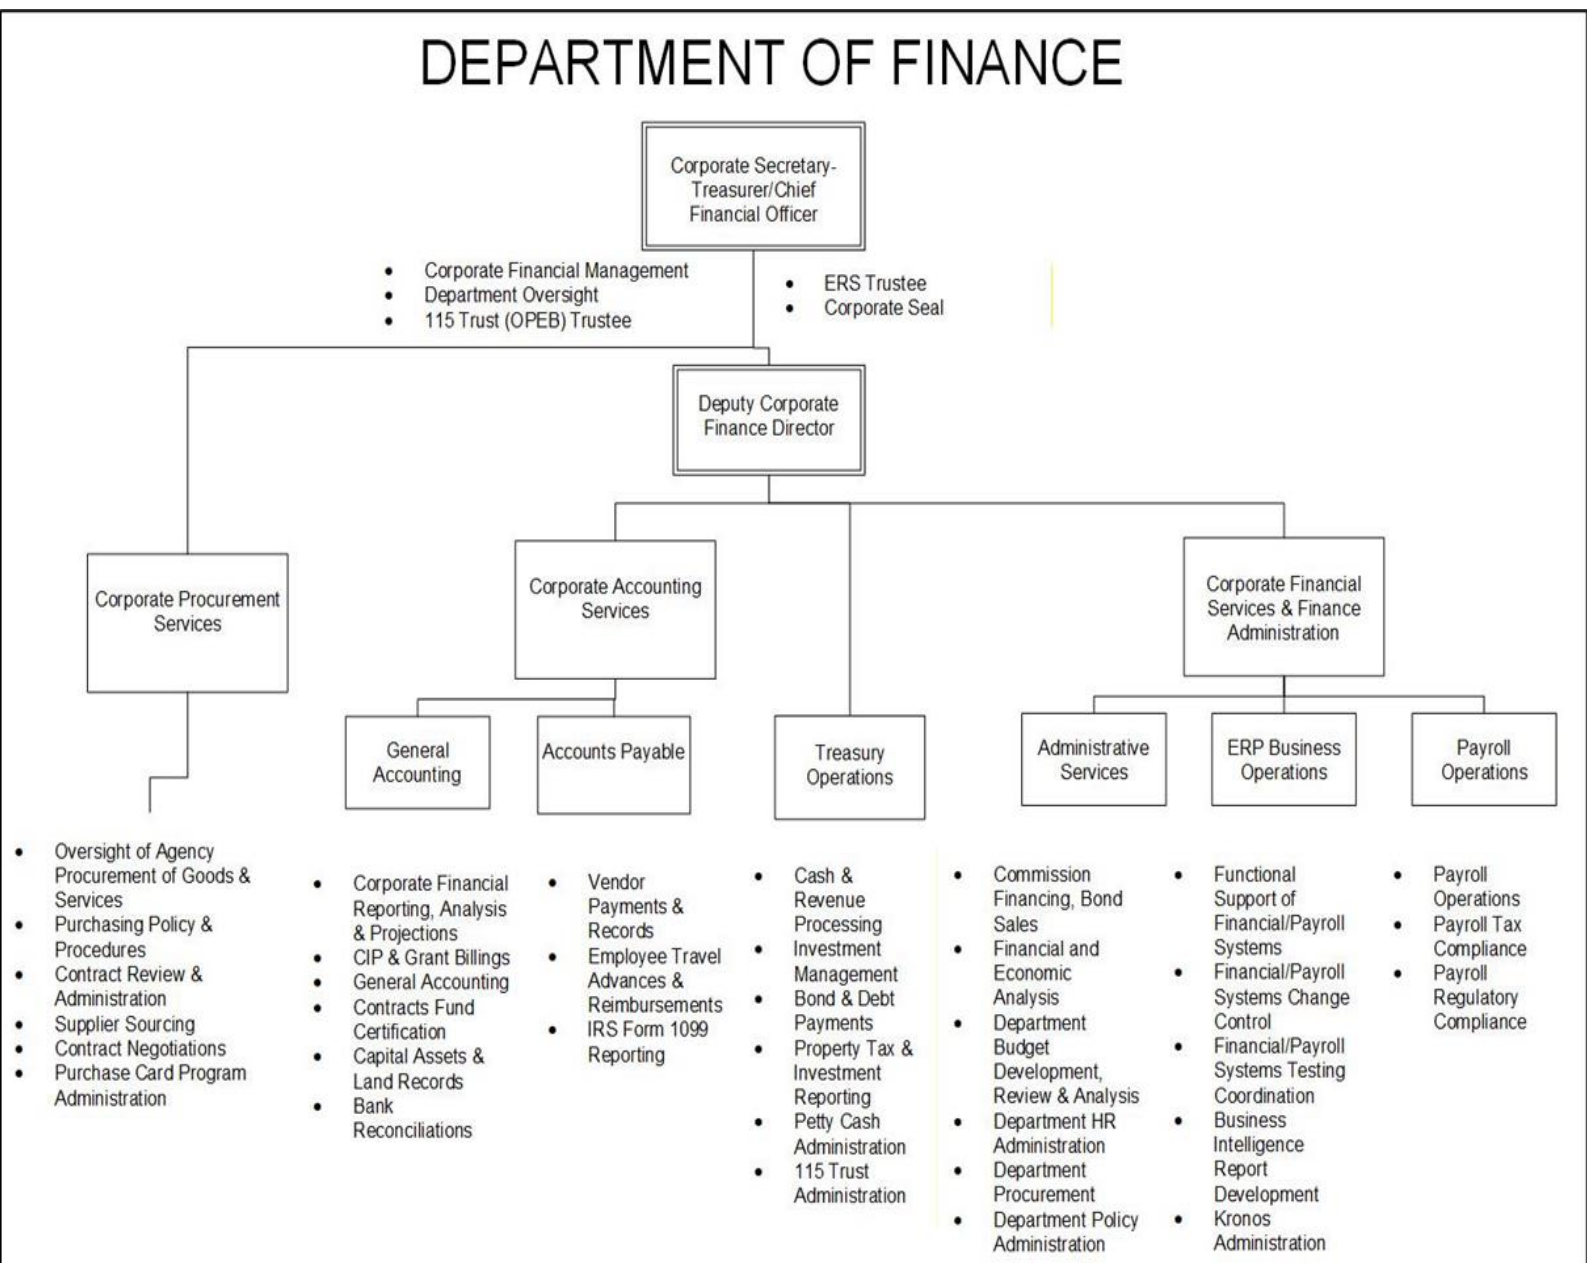 DEPARTMENT OF FINANCE
Corporate Secretary-
Treasurer/Chief
Financial Officer
• Corporate Financial Management
• Department Oversight
• 115 Trust (OPEB) Trustee
• ERS Trustee
• Corporate Seal
Deputy Corporate
Finance Director
Corporate Procurement
Services
Corporate Accounting
Services
Corporate Financial
Services & Finance
Administration
General
Accounting
Accounts Payable
Treasury
Operations
Administrative
Services
ERP Business
Operations
Payroll
Operations
• Oversight of Agency
Procurement of Goods &
Services
• Purchasing Policy &
Procedures
• Contract Review &
Administration
• Supplier Sourcing
• Contract Negotiations
• Purchase Card Program
Administration
• Corporate Financial
Reporting, Analysis
& Projections
• CIP & Grant Billings
• General Accounting
• Contracts Fund
Certification
• Capital Assets &
Land Records
• Bank
Reconciliations
• Vendor
Payments &
Records
• Employee Travel
Advances &
Reimbursements
• IRS Form 1099
Reporting
• Cash &
Revenue
Processing
• Investment
Management
• Bond & Debt
Payments
• Property Tax &
Investment
Reporting
• Petty Cash
Administration
• 115 Trust
Administration
• Commission
Financing, Bond
Sales
• Financial and
Economic
Analysis
• Department
Budget
Development,
Review & Analysis
• Department HR
Administration
• Department
Procurement
• Department Policy
Administration
• Functional
Support of
Financial/Payroll
Systems
• Financial/Payroll
Systems Change
Control
• Financial/Payroll
Systems Testing
Coordination
• Business
Intelligence
Report
Development
• Kronos
Administration
• Payroll
Operations
• Payroll Tax
Compliance
• Payroll
Regulatory
Compliance